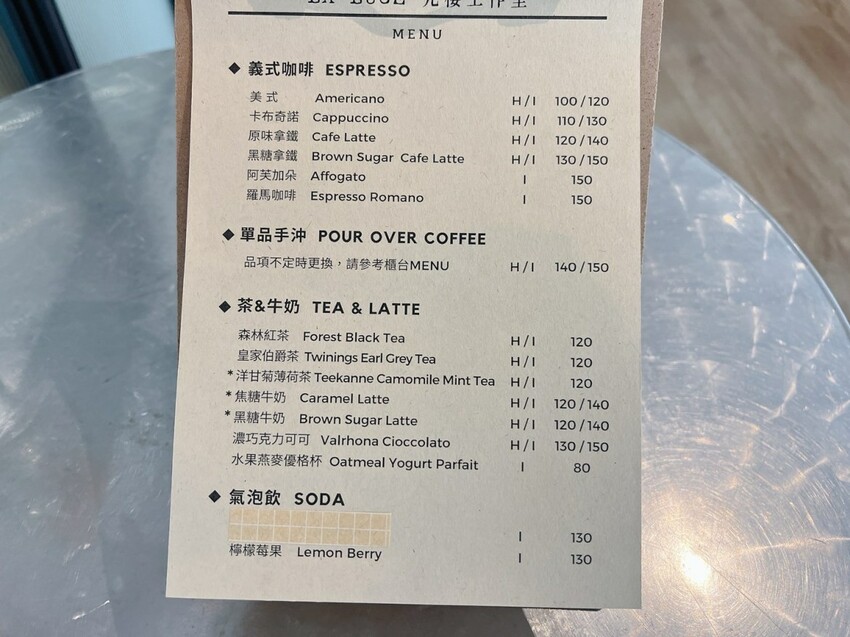 MENU
◆ 義式咖啡 ESPRESSO
美式 Americano H / I 100 / 120
卡布奇諾 Cappuccino H / I 110 / 130
原味拿鐵 Cafe Latte H / I 120 / 140
黑糖拿鐵 Brown Sugar Cafe Latte H / I 130 / 150
阿芙加朵 Affogato I 150
羅馬咖啡 Espresso Romano I 150
◆ 單品手沖 POUR OVER COFFEE
品項不定時更換，請參考櫃台MENU H / I 140 / 150
◆ 茶&牛奶 TEA & LATTE
森林紅茶 Forest Black Tea H / I 120
皇家伯爵茶 Twinings Earl Grey Tea H / I 120
*洋甘菊薄荷茶 Teekanne Camomile Mint Tea H / I 120
*焦糖牛奶 Caramel Latte H / I 120 / 140
*黑糖牛奶 Brown Sugar Latte H / I 120 / 140
濃巧克力可可 Valrhona Cioccolato H / I 130 / 150
水果燕麥優格杯 Oatmeal Yogurt Parfait I 80
◆ 氣泡飲 SODA
I 130
檸檬莓果 Lemon Berry I 130